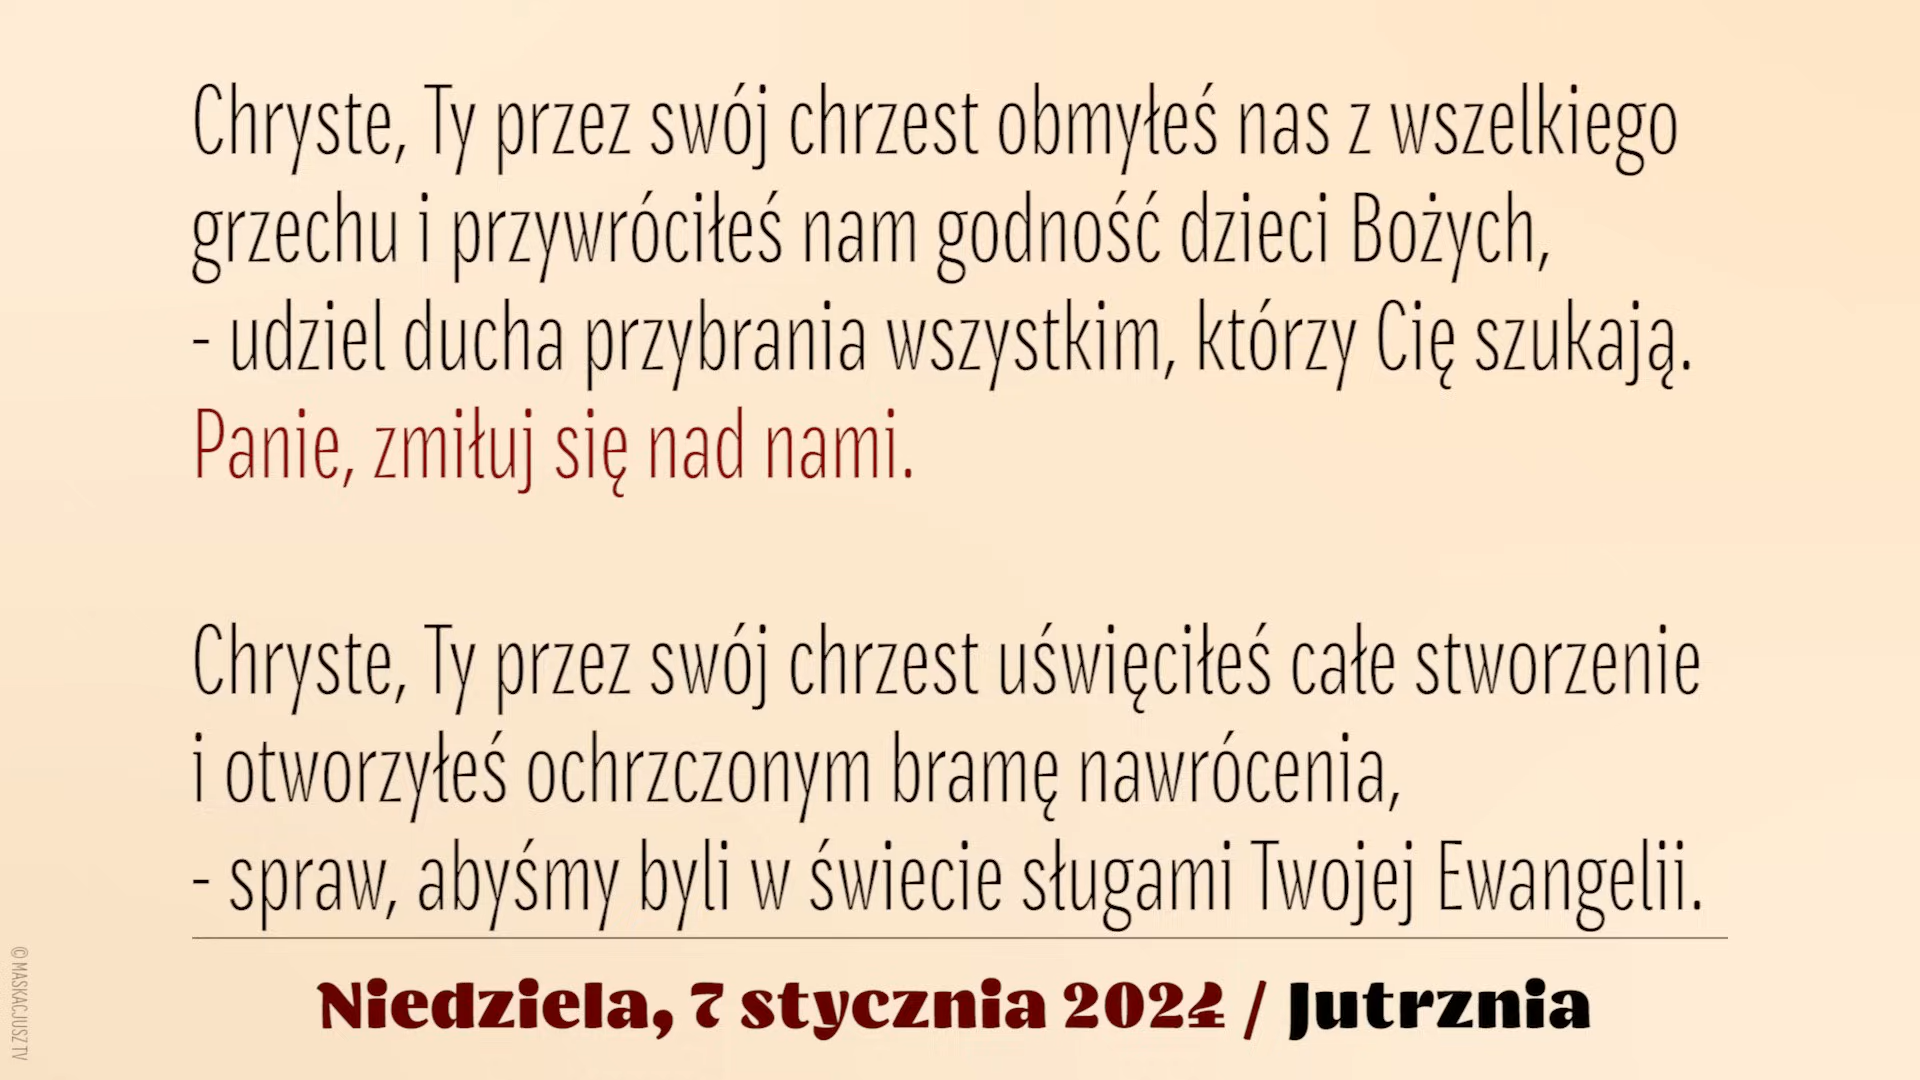 Chryste, Ty przez swój chrzest obmyłeś nas z wszelkiego
grzechu i przywróciłeś nam godność dzieci Bożych,
- udziel ducha przybrania wszystkim, którzy Cię szukają.
Panie, zmiłuj się nad nami.
Chryste, Ty przez swój chrzest uświęciłeś całe stworzenie
i otworzyłeś ochrzczonym bramę nawrócenia,
- spraw, abyśmy byli w świecie sługami Twojej Ewangelii.
Niedziela, 7 stycznia 2024 / Jutrznia
© MASKACJUSZ TV